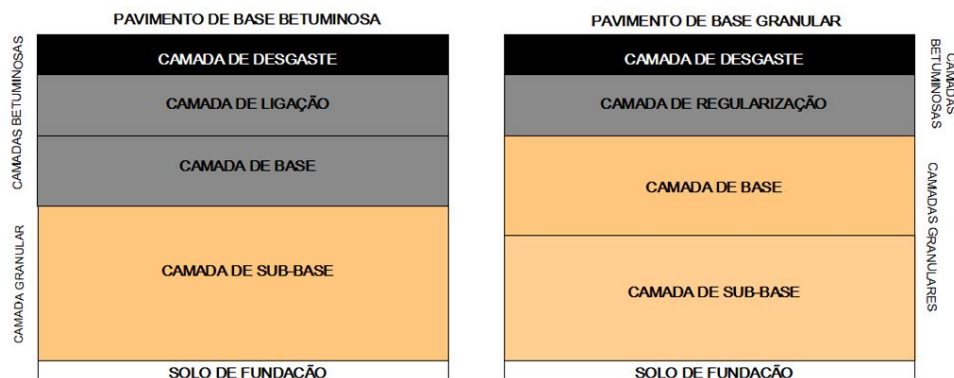 PAVIMENTO DE BASE BETUMINOSA
CAMADAS BETUMINOSAS
CAMADA DE DESGASTE
CAMADA DE LIGAÇÃO
CAMADA DE BASE
CAMADA GRANULAR
CAMADA DE SUB-BASE
SOLO DE FUNDAÇÃO
PAVIMENTO DE BASE GRANULAR
CAMADA DE DESGASTE
CAMADA DE REGULARIZAÇÃO
CAMADAS
BETUMINOSAS
CAMADA DE BASE
CAMADA DE SUB-BASE
CAMADAS GRANULARES
SOLO DE FUNDAÇÃO